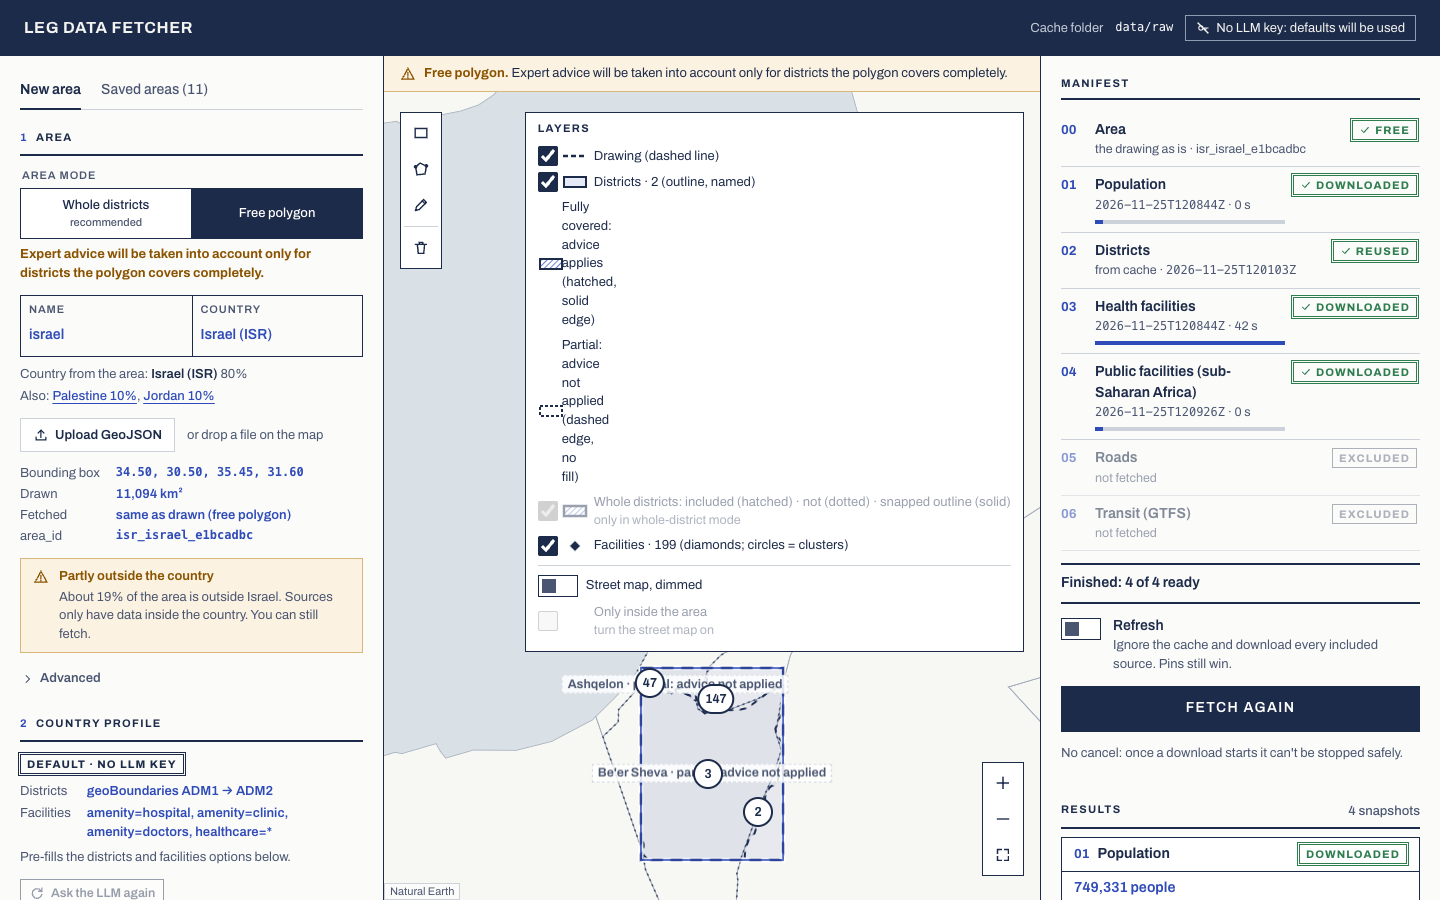 LEG DATA FETCHER
Cache folder data/raw
No LLM key: defaults will be used
New area
Saved areas (11)
1 AREA
AREA MODE
Whole districts
recommended
Free polygon
Expert advice will be taken into account only for
districts the polygon covers completely.
NAME
israel
COUNTRY
Israel (ISR)
Country from the area: Israel (ISR) 80%
Also: Palestine 10%, Jordan 10%
Upload GeoJSON
or drop a file on the map
Bounding box 34.50, 30.50, 35.45, 31.60
Drawn 11,094 km²
Fetched same as drawn (free polygon)
area_id isr_israel_e1bcadbc
Partly outside the country
About 19% of the area is outside Israel. Sources
only have data inside the country. You can still
fetch.
Advanced
2 COUNTRY PROFILE
DEFAULT · NO LLM KEY
Districts geoBoundaries ADM1 → ADM2
Facilities amenity=hospital, amenity=clinic,
amenity=doctors, healthcare=*
Pre-fills the districts and facilities options below.
Ask the LLM again
Free polygon. Expert advice will be taken into account only for districts the polygon covers completely.
LAYERS
Drawing (dashed line)
Districts · 2 (outline, named)
Fully
covered:
advice
applies
(hatched,
solid
edge)
Partial:
advice
not
applied
(dashed
edge,
no
fill)
Whole districts: included (hatched) · not (dotted) · snapped outline (solid)
only in whole-district mode
Facilities · 199 (diamonds; circles = clusters)
Street map, dimmed
Only inside the area
turn the street map on
Ashqelon · advice not applied
47
147
Be'er Sheva · advice not applied
3
2
Natural Earth
MANIFEST
00 Area
FREE
the drawing as is · isr_israel_e1bcadbc
01 Population
DOWNLOADED
2026-11-25T120844Z · 0 s
02 Districts
REUSED
from cache · 2026-11-25T120103Z
03 Health facilities
DOWNLOADED
2026-11-25T120844Z · 42 s
04 Public facilities (sub-
Saharan Africa)
DOWNLOADED
2026-11-25T120926Z · 0 s
05 Roads
EXCLUDED
not fetched
06 Transit (GTFS)
EXCLUDED
not fetched
Finished: 4 of 4 ready
Refresh
Ignore the cache and download every included
source. Pins still win.
FETCH AGAIN
No cancel: once a download starts it can't be stopped safely.
RESULTS
4 snapshots
01 Population
DOWNLOADED
749,331 people